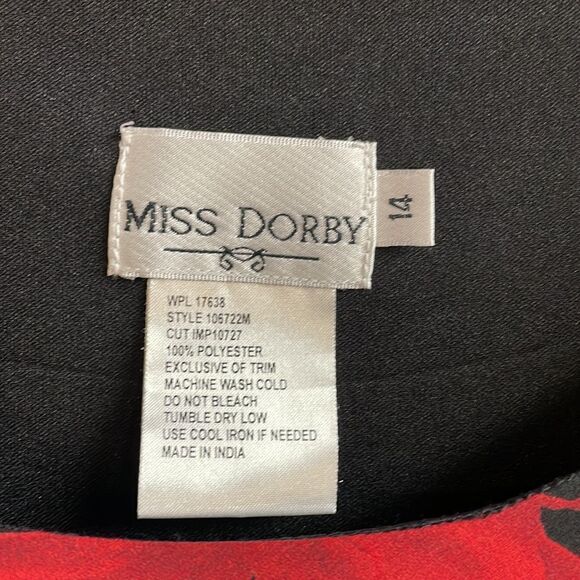 MISS DORBY
14
WPL 17638
STYLE 106722M
CUT IMP10727
100% POLYESTER
EXCLUSIVE OF TRIM
MACHINE WASH COLD
DO NOT BLEACH
TUMBLE DRY LOW
USE COOL IRON IF NEEDED
MADE IN INDIA